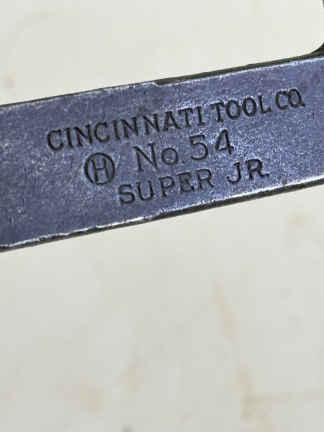 CINCINNATI TOOL CO.
Ⓗ No. 54
SUPER JR.